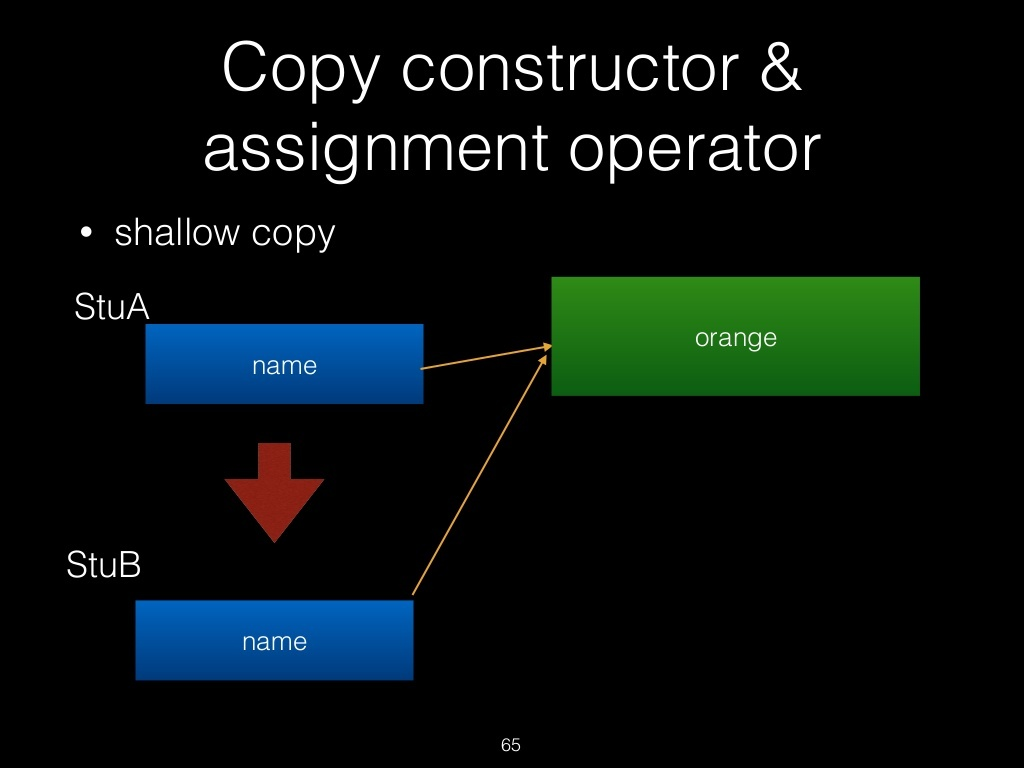 Copy constructor &
assignment operator
• shallow copy
StuA
name
orange
StuB
name
65